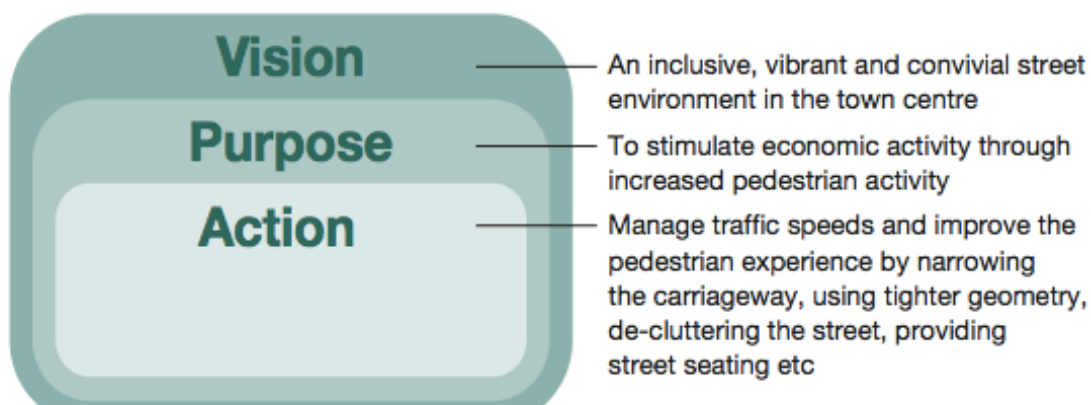 Vision
An inclusive, vibrant and convivial street
environment in the town centre
Purpose
To stimulate economic activity through
increased pedestrian activity
Action
Manage traffic speeds and improve the
pedestrian experience by narrowing
the carriageway, using tighter geometry,
de-cluttering the street, providing
street seating etc